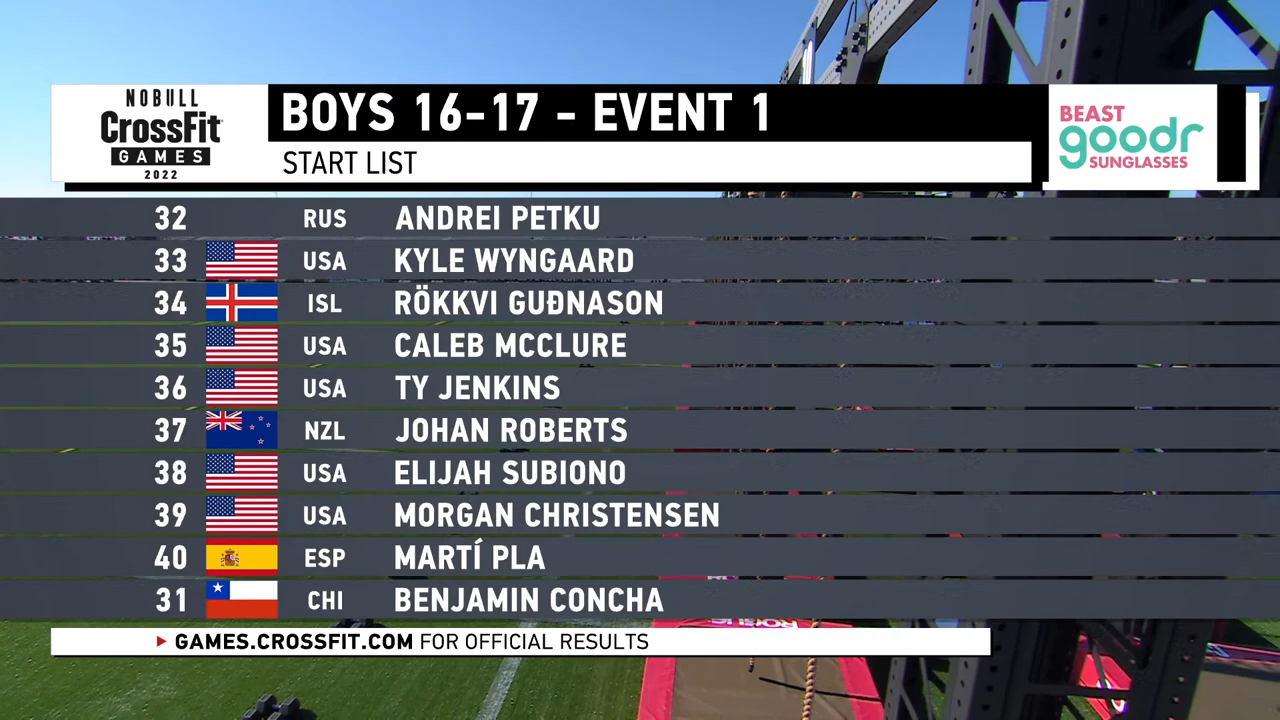 NOBULL
CrossFit
GAMES
2022
BOYS 16-17 - EVENT 1
START LIST
BEAST
goodr
SUNGLASSES
32 RUS ANDREI PETKU
33 USA KYLE WYNGAARD
34 ISL RÖKKVI GUÐNASON
35 USA CALEB MCCLURE
36 USA TY JENKINS
37 NZL JOHAN ROBERTS
38 USA ELIJAH SUBIONO
39 USA MORGAN CHRISTENSEN
40 ESP MARTÍ PLA
31 CHI BENJAMIN CONCHA
GAMES.CROSSFIT.COM FOR OFFICIAL RESULTS
ROGUE